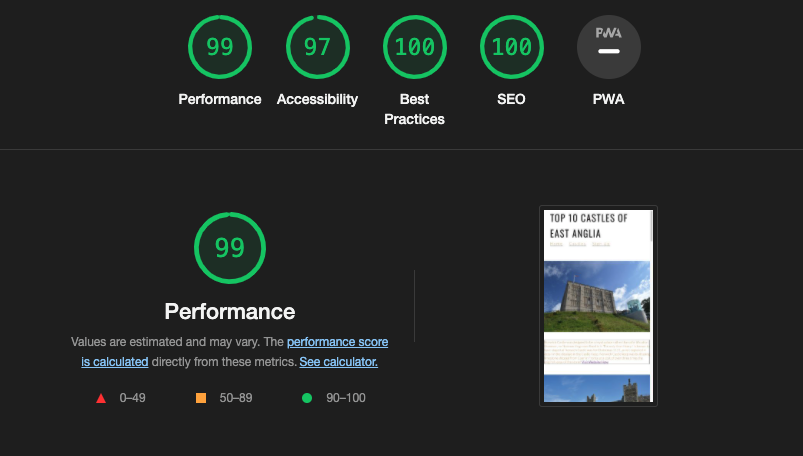 99
97
100
100
PWA
Performance
Accessibility
Best
Practices
SEO
PWA
99
Performance
Values are estimated and may vary. The performance score
is calculated directly from these metrics. See calculator.
0–49
50–89
90–100
TOP 10 CASTLES OF
EAST ANGLIA